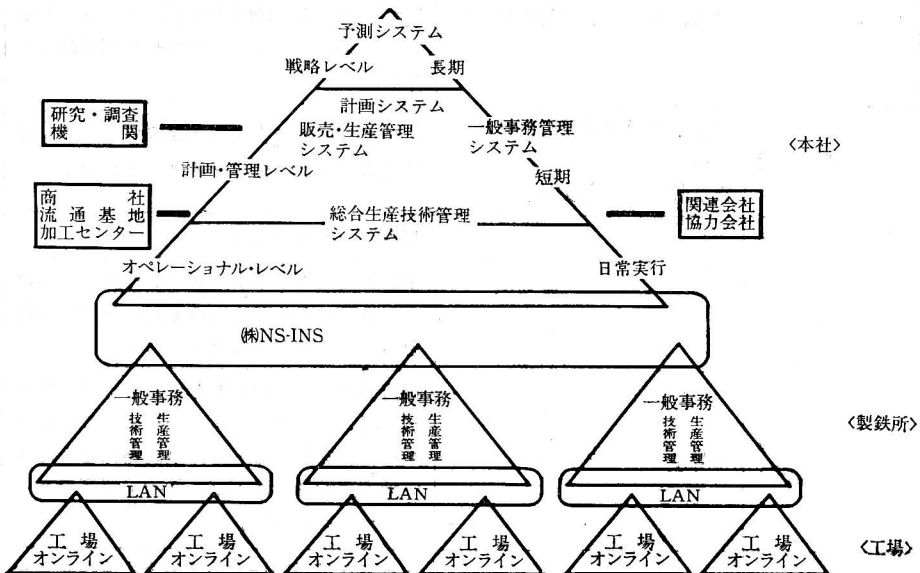 予測システム
戦略レベル
長期
計画システム
研究・調査
機関
販売・生産管理
システム
一般事務管理
システム
〈本社〉
計画・管理レベル
短期
商社
流通基地
加工センター
総合生産技術管理
システム
関連会社
協力会社
オペレーショナル・レベル
日常実行
㈱NS-INS
一般事務
技術管理
生産管理
一般事務
技術管理
生産管理
一般事務
技術管理
生産管理
〈製鉄所〉
LAN
LAN
LAN
工場
オンライン
工場
オンライン
工場
オンライン
工場
オンライン
工場
オンライン
工場
オンライン
〈工場〉